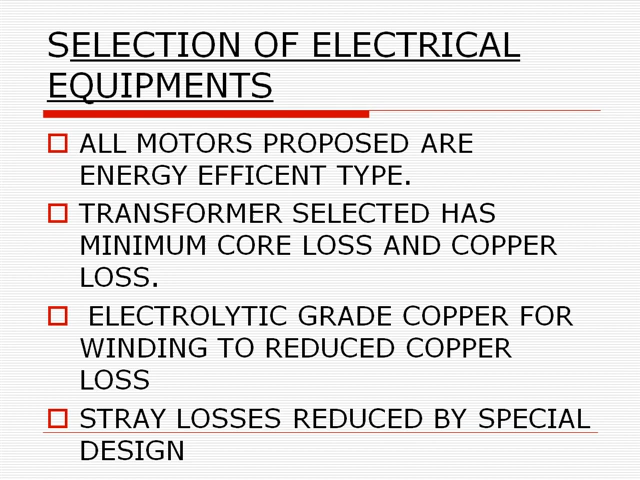 SELECTION OF ELECTRICAL
EQUIPMENTS
ALL MOTORS PROPOSED ARE
ENERGY EFFICENT TYPE.
TRANSFORMER SELECTED HAS
MINIMUM CORE LOSS AND COPPER
LOSS.
ELECTROLYTIC GRADE COPPER FOR
WINDING TO REDUCED COPPER
LOSS
STRAY LOSSES REDUCED BY SPECIAL
DESIGN